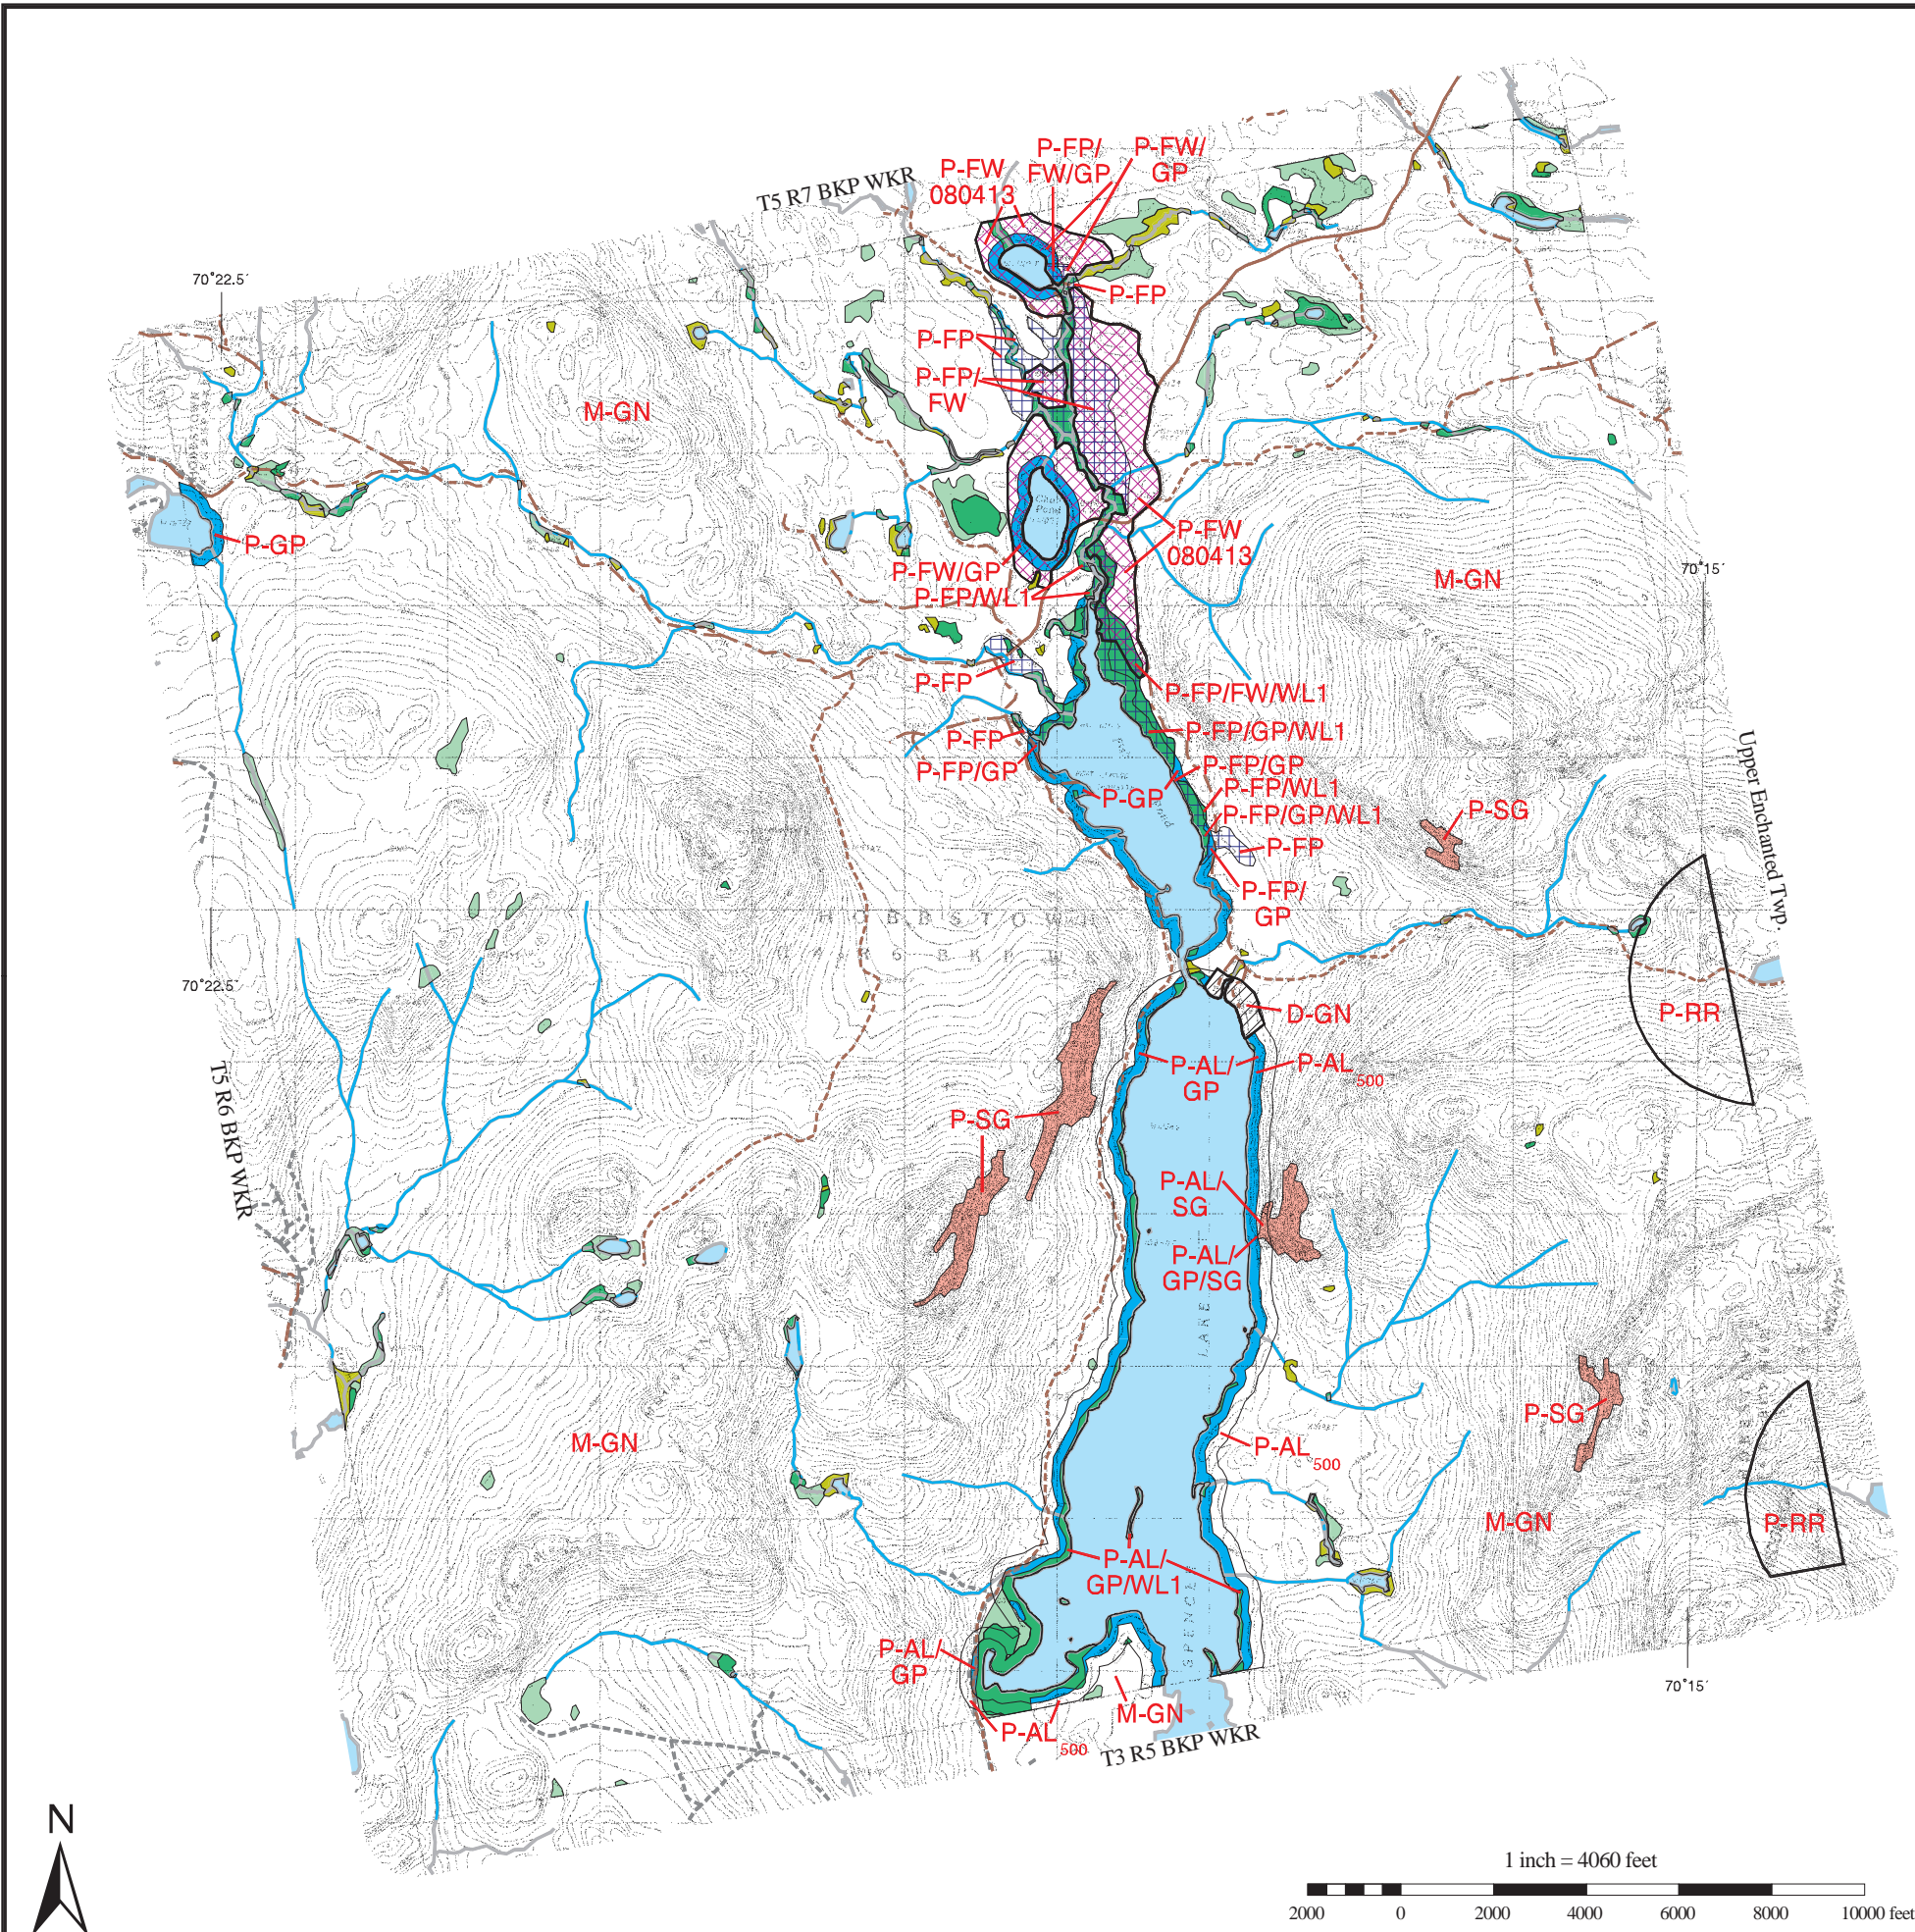 P-FP/
FW/GP
P-FW/
GP
P-FW
080413
T5 R7 BKP WKR
70°22.5´
P-FP
P-FP
P-FP/
FW
M-GN
P-GP
P-FW
080413
P-FW/GP
P-FP/WL1
M-GN
70°15´
P-FP
P-FP/FW/WL1
P-FP/GP/WL1
P-FP
P-FP/GP
P-FP/GP
P-FP/WL1
P-GP
P-FP/GP/WL1
P-SG
P-FP
P-FP/
GP
Upper Enchanted Twp.
70°22.5´
D-GN
P-RR
P-AL/
GP
P-AL 500
T5 R6 BKP WKR
P-SG
P-AL/
SG
P-AL/
GP/SG
LAKE
P-SG
M-GN
P-AL 500
M-GN
P-RR
P-AL/
GP/WL1
P-AL/
GP
70°15´
M-GN
P-AL 500
T3 R5 BKP WKR
N
1 inch = 4060 feet
2000 0 2000 4000 6000 8000 10000 feet